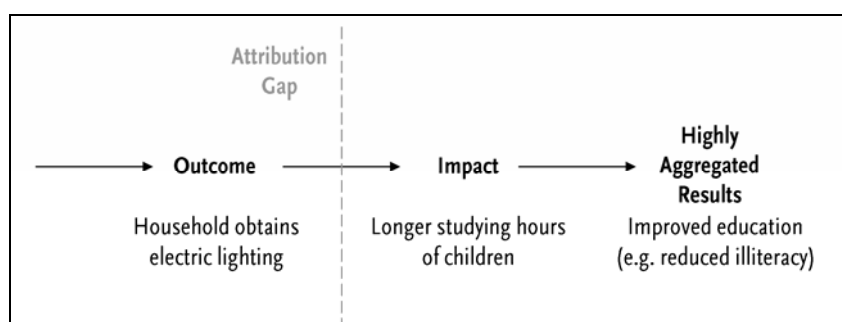 Attribution
Gap
Outcome
Household obtains
electric lighting
Impact
Longer studying hours
of children
Highly
Aggregated
Results
Improved education
(e.g. reduced illiteracy)